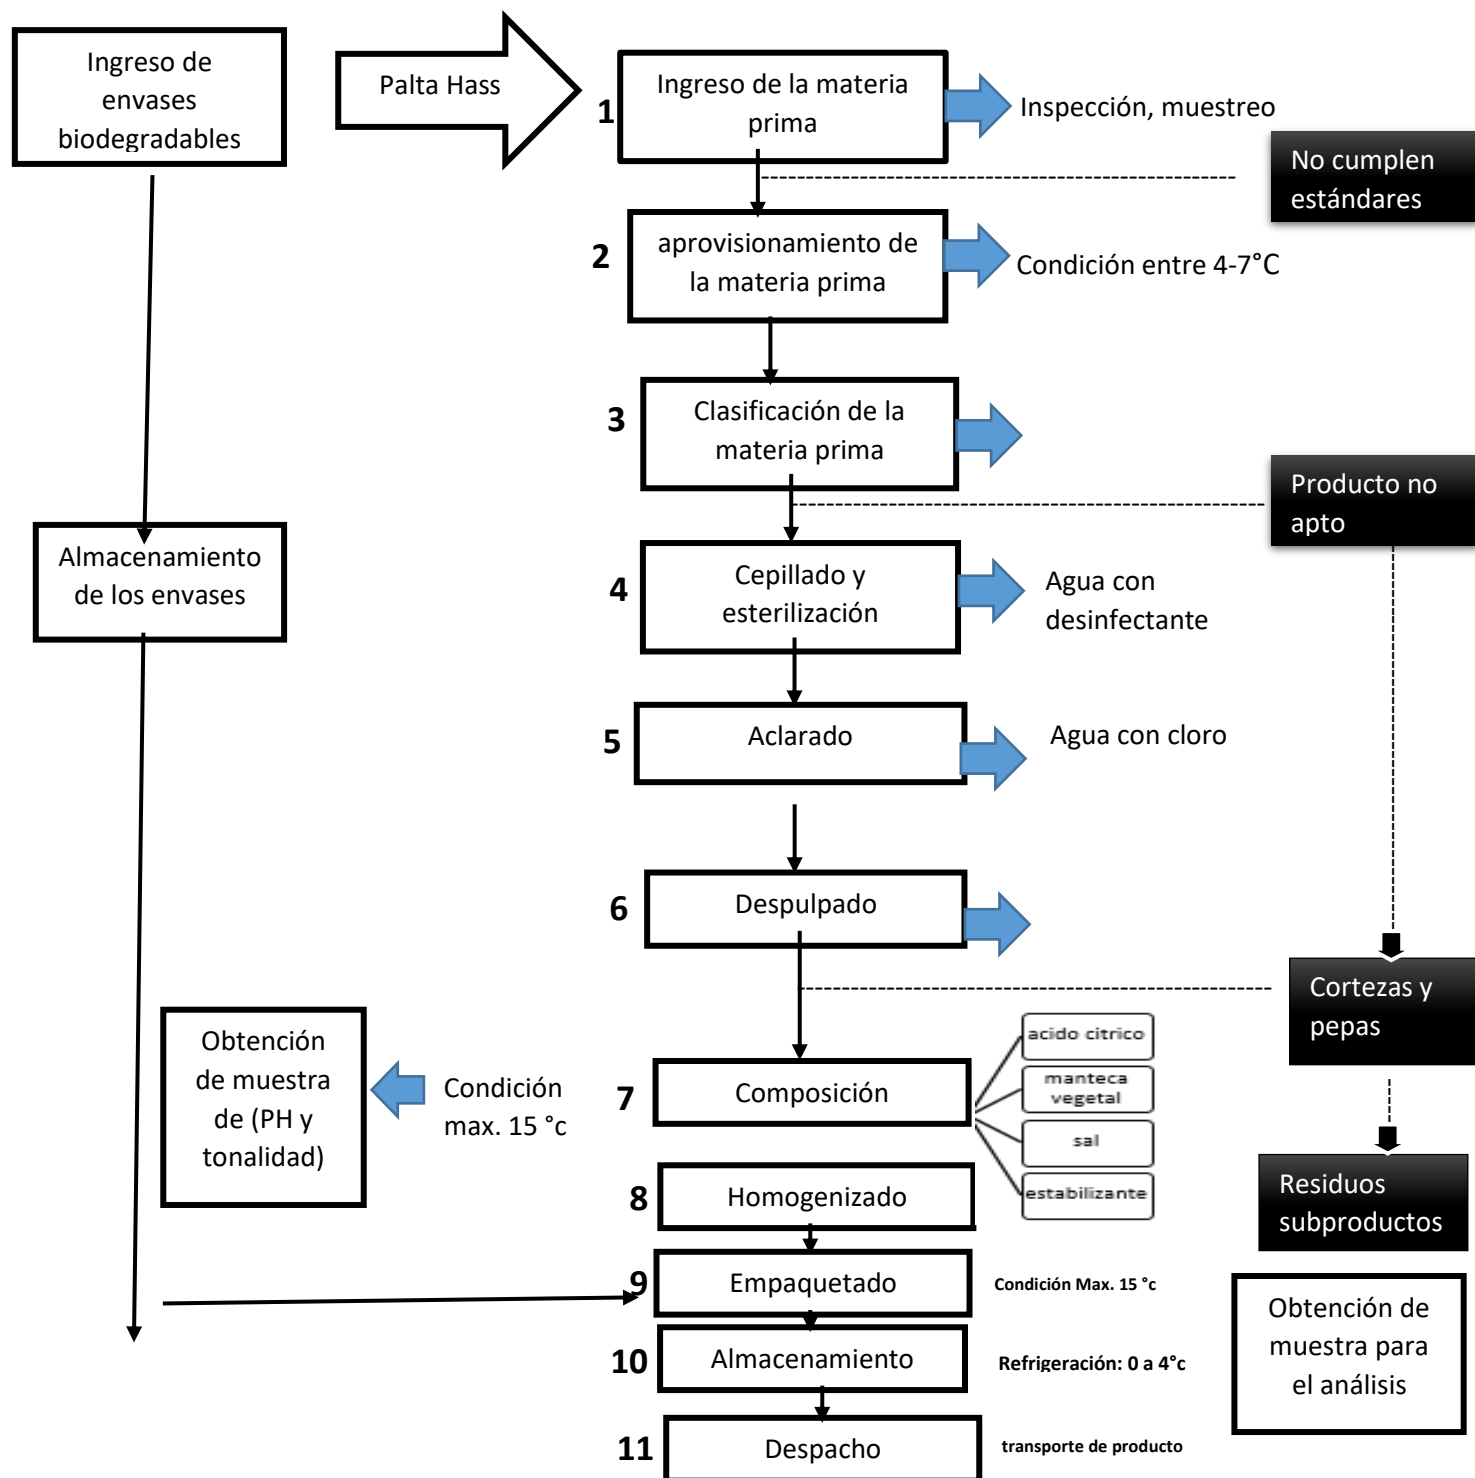 Ingreso de
envases
biodegradables
Palta Hass
1
Ingreso de la materia
prima
Inspección, muestreo
No cumplen
estándares
2
aprovisionamiento de
la materia prima
Condición entre 4-7°C
3
Clasificación de la
materia prima
Producto no
apto
Almacenamiento
de los envases
4
Cepillado y
esterilización
Agua con
desinfectante
5
Aclarado
Agua con cloro
6
Despulpado
Cortezas y
pepas
Obtención
de muestra
de (PH y
tonalidad)
Condición
max. 15 °c
7
Composición
acido citrico
manteca
vegetal
sal
estabilizante
8
Homogenizado
Residuos
subproductos
9
Empaquetado
Condición Max. 15 °c
10
Almacenamiento
Refrigeración: 0 a 4°c
Obtención de
muestra para
el análisis
11
Despacho
transporte de producto